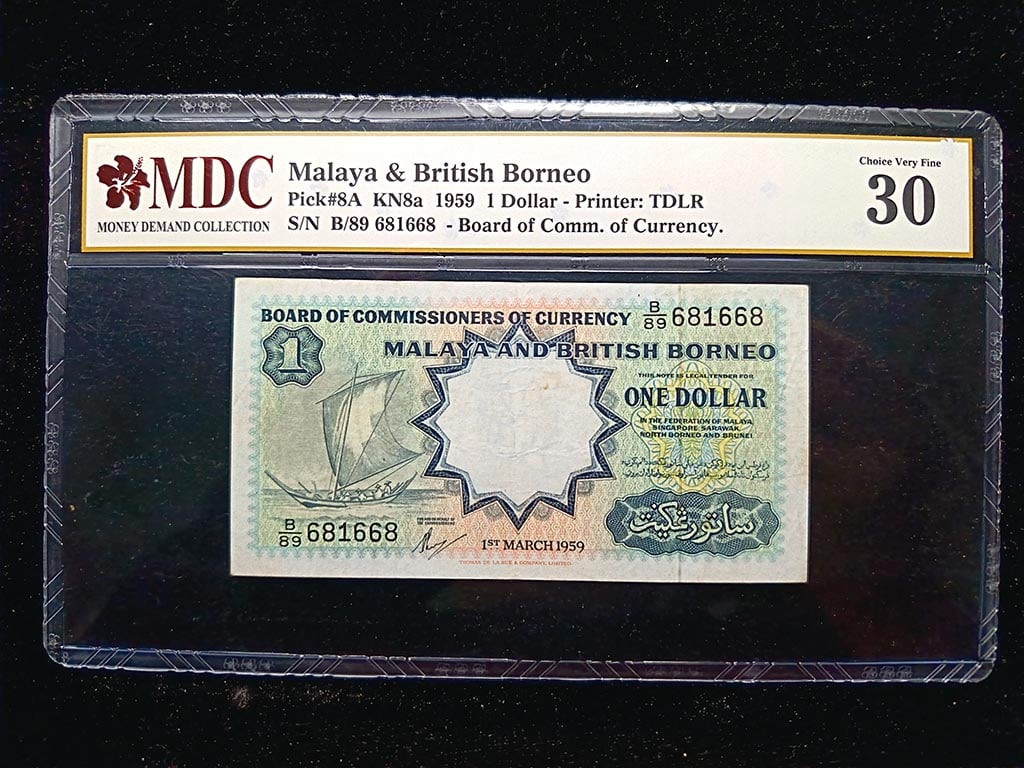 MDC
MONEY DEMAND COLLECTION
Malaya & British Borneo
Pick#8A KN8a 1959 1 Dollar - Printer: TDLR
S/N B/89 681668 - Board of Comm. of Currency.
Choice Very Fine
30
BOARD OF COMMISSIONERS OF CURRENCY B/89 681668
1
MALAYA AND BRITISH BORNEO
THIS NOTE IS LEGAL TENDER FOR
ONE DOLLAR
IN THE FEDERATION OF MALAYA,
SINGAPORE, SARAWAK,
NORTH BORNEO AND BRUNEI.
ساتو رڠݢيت
B/89 681668
1ST MARCH 1959
THOMAS DE LA RUE & COMPANY, LIMITED.